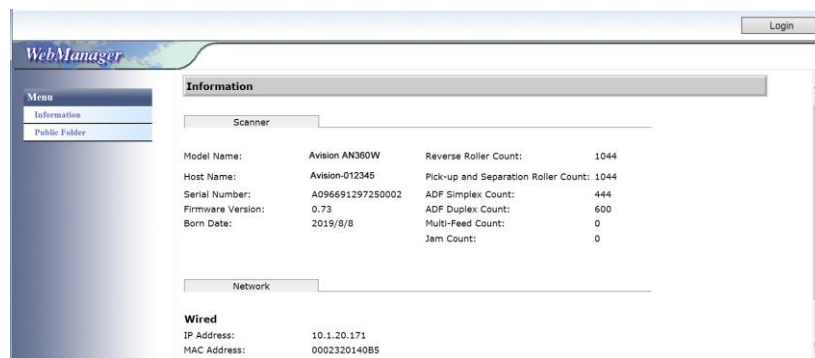 Login
WebManager
Menu
Information
Public Folder
Information
Scanner
Model Name: Avision AN360W Reverse Roller Count: 1044
Host Name: Avision-012345 Pick-up and Separation Roller Count: 1044
Serial Number: A096691297250002 ADF Simplex Count: 444
Firmware Version: 0.73 ADF Duplex Count: 600
Born Date: 2019/8/8 Multi-Feed Count: 0
Jam Count: 0
Network
Wired
IP Address: 10.1.20.171
MAC Address: 0002320140B5